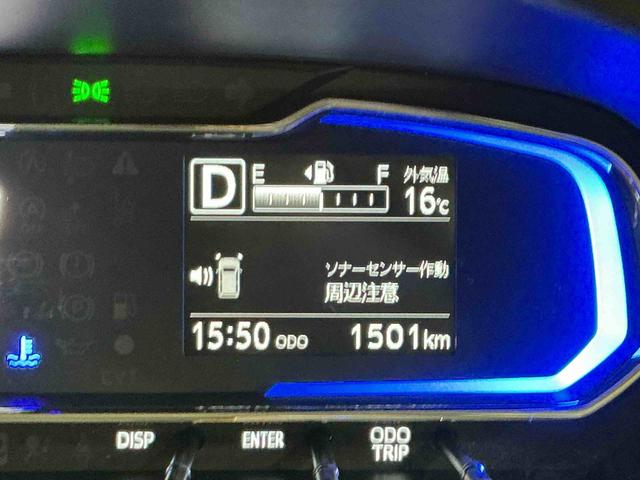 D E F 外気温
16℃
ソナーセンサー作動
周辺注意
15:50 ODO 1501km
DISP ENTER ODO TRIP